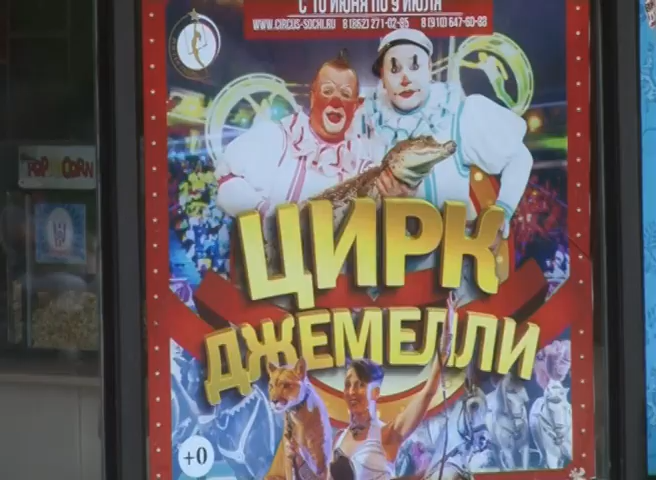 С 10 ИЮНЯ ПО 9 ИЮЛЯ
WWW.CIRCUS-SOCHI.RU 8 (862) 271-02-65 8 (910) 647-60-88
POP CORN
ЦИРК
ДЖЕМЕЛЛИ
+0